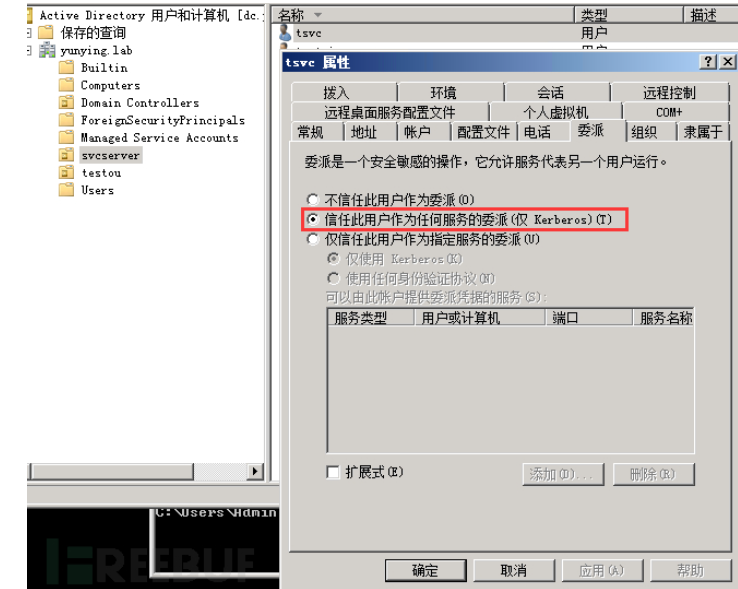 Active Directory 用户和计算机 [dc.
保存的查询
yunying.lab
Builtin
Computers
Domain Controllers
ForeignSecurityPrincipals
Managed Service Accounts
svcserver
testou
Users
名称 类型 描述
tsvc 用户
tsvc 属性
拨入 环境 会话 远程控制
远程桌面服务配置文件 个人虚拟机 COM+
常规 地址 帐户 配置文件 电话 委派 组织 隶属于
委派是一个安全敏感的操作，它允许服务代表另一个用户运行。
不信任此用户作为委派(O)
信任此用户作为任何服务的委派(仅 Kerberos)(T)
仅信任此用户作为指定服务的委派(U)
仅使用 Kerberos(K)
使用任何身份验证协议(N)
可以由此帐户提供委派凭据的服务(S):
服务类型 用户或计算机 端口 服务名称
扩展式(E)
添加(D)... 删除(R)
C:\Users\Admin
FREEBUF
确定 取消 应用(A) 帮助